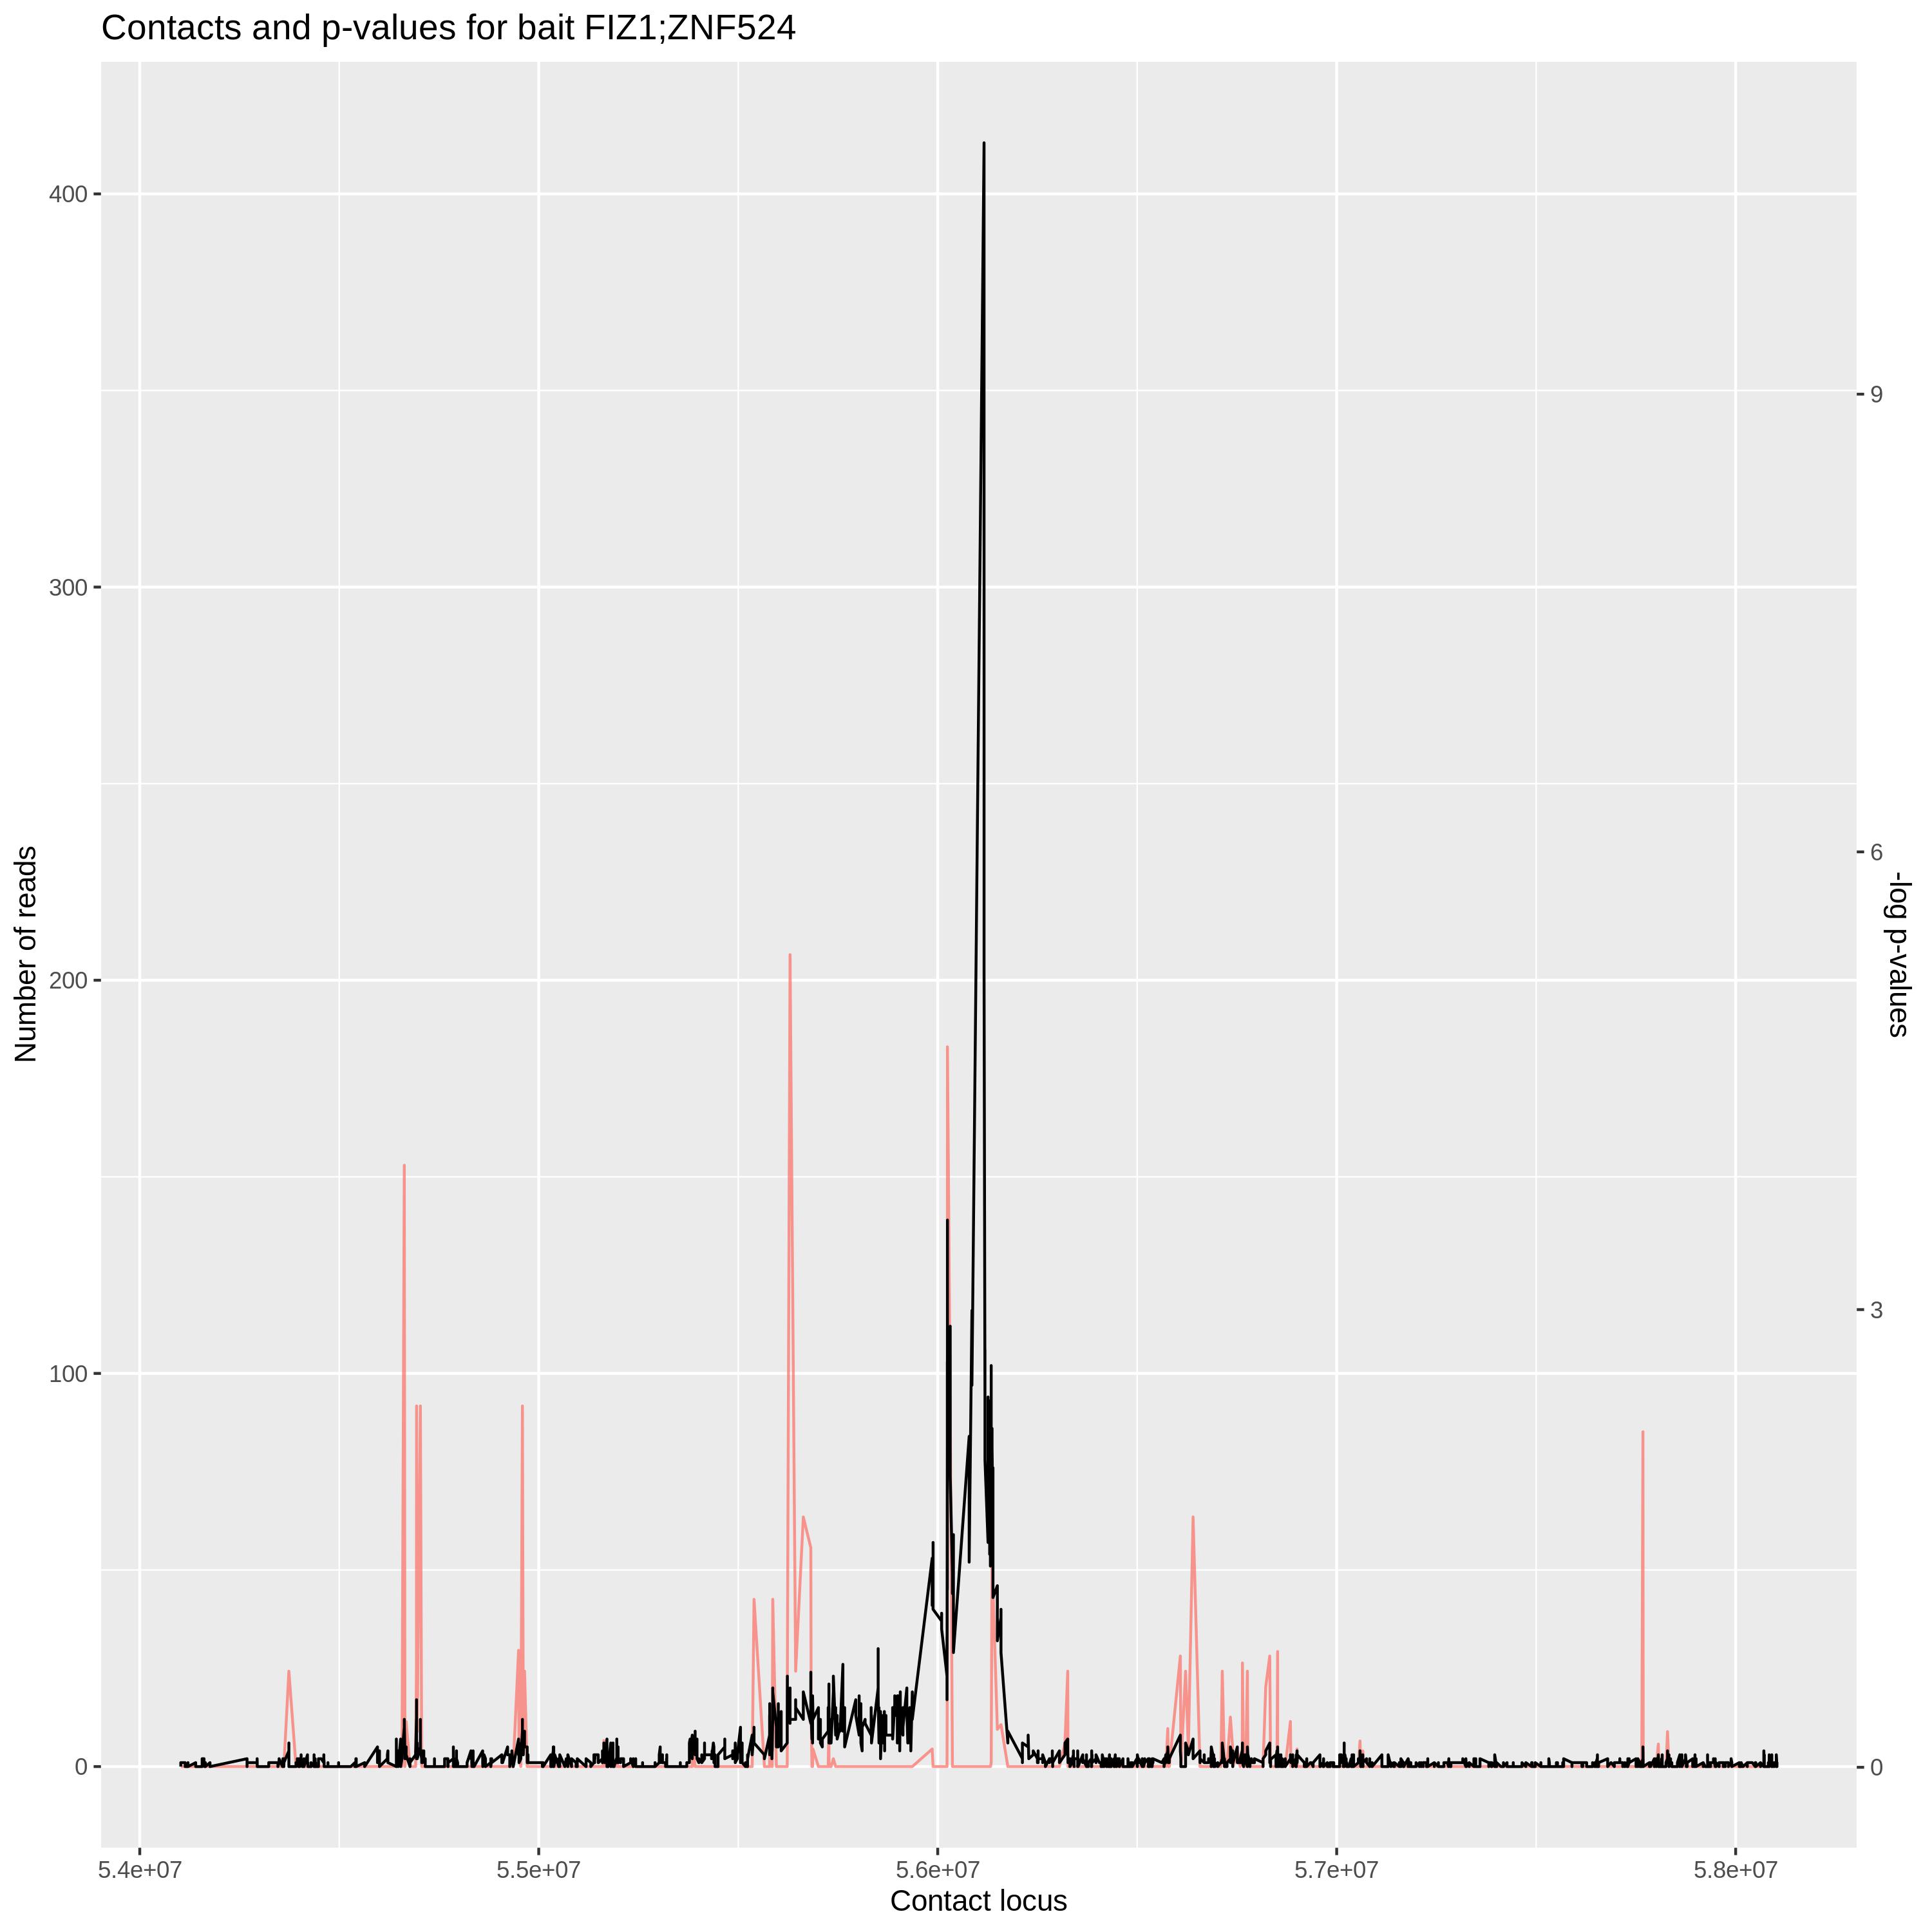 Contacts and p-values for bait FIZ1;ZNF524
400
300
200
100
0
Number of reads
9
6
3
0
-log p-values
5.4e+07
5.5e+07
5.6e+07
5.7e+07
5.8e+07
Contact locus